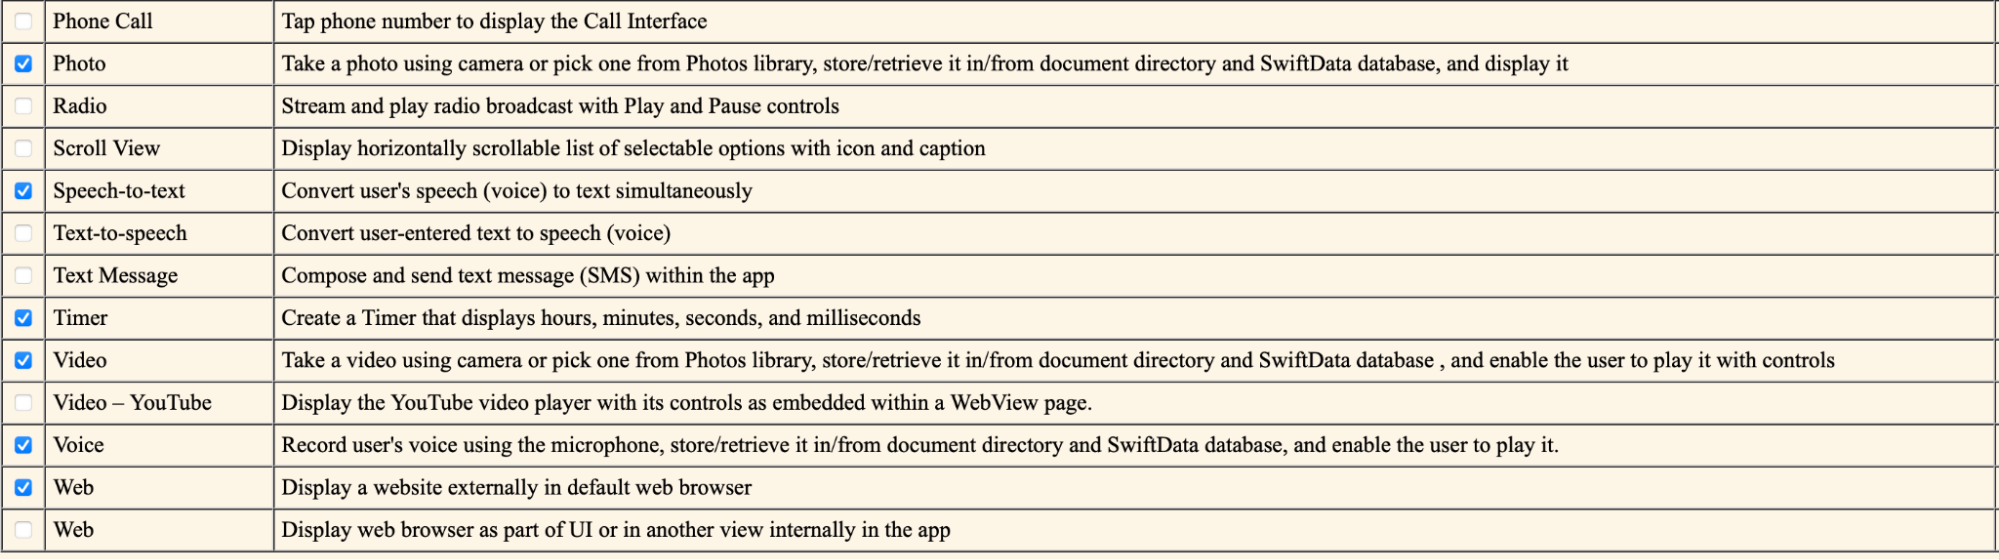 Phone Call Tap phone number to display the Call Interface
Photo Take a photo using camera or pick one from Photos library, store/retrieve it in/from document directory and SwiftData database, and display it
Radio Stream and play radio broadcast with Play and Pause controls
Scroll View Display horizontally scrollable list of selectable options with icon and caption
Speech-to-text Convert user's speech (voice) to text simultaneously
Text-to-speech Convert user-entered text to speech (voice)
Text Message Compose and send text message (SMS) within the app
Timer Create a Timer that displays hours, minutes, seconds, and milliseconds
Video Take a video using camera or pick one from Photos library, store/retrieve it in/from document directory and SwiftData database , and enable the user to play it with controls
Video – YouTube Display the YouTube video player with its controls as embedded within a WebView page.
Voice Record user's voice using the microphone, store/retrieve it in/from document directory and SwiftData database, and enable the user to play it.
Web Display a website externally in default web browser
Web Display web browser as part of UI or in another view internally in the app